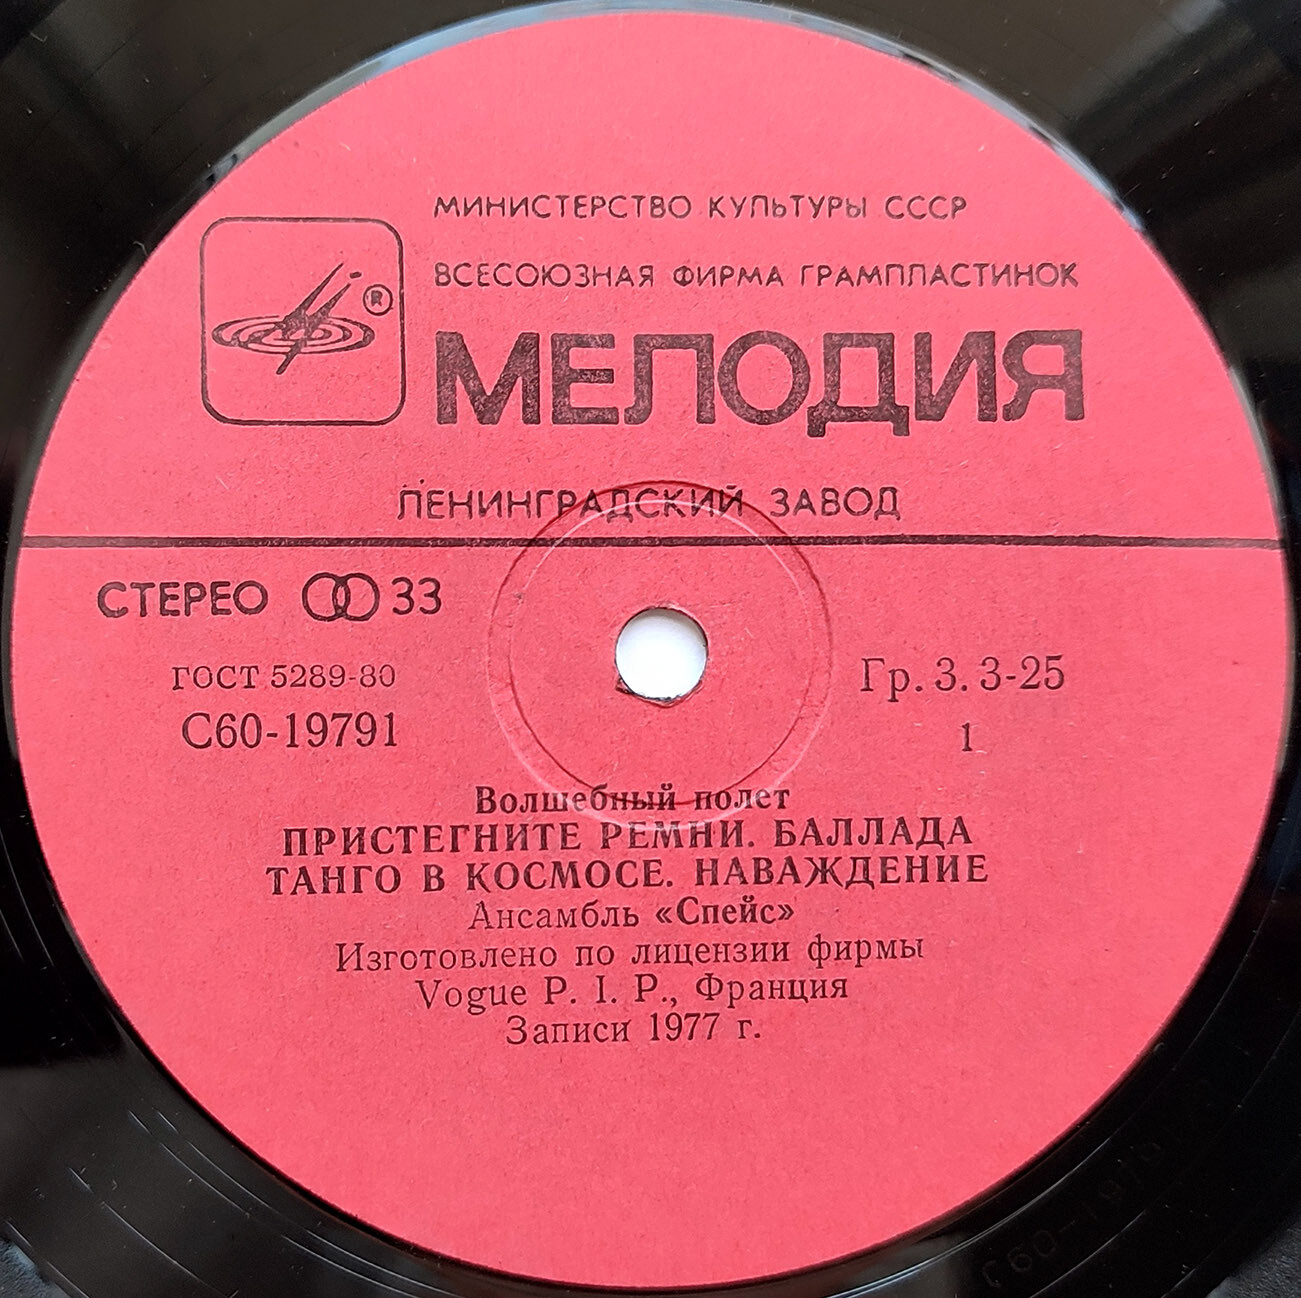 МИНИСТЕРСТВО КУЛЬТУРЫ СССР
ВСЕСОЮЗНАЯ ФИРМА ГРАМПЛАСТИНОК
®
МЕЛОДИЯ
ЛЕНИНГРАДСКИЙ ЗАВОД
СТЕРЕО 33
ГОСТ 5289-80
С60-19791
Гр. 3. 3-25
1
Волшебный полет
ПРИСТЕГНИТЕ РЕМНИ. БАЛЛАДА
ТАНГО В КОСМОСЕ. НАВАЖДЕНИЕ
Ансамбль «Спейс»
Изготовлено по лицензии фирмы
Vogue P. I. P., Франция
Записи 1977 г.